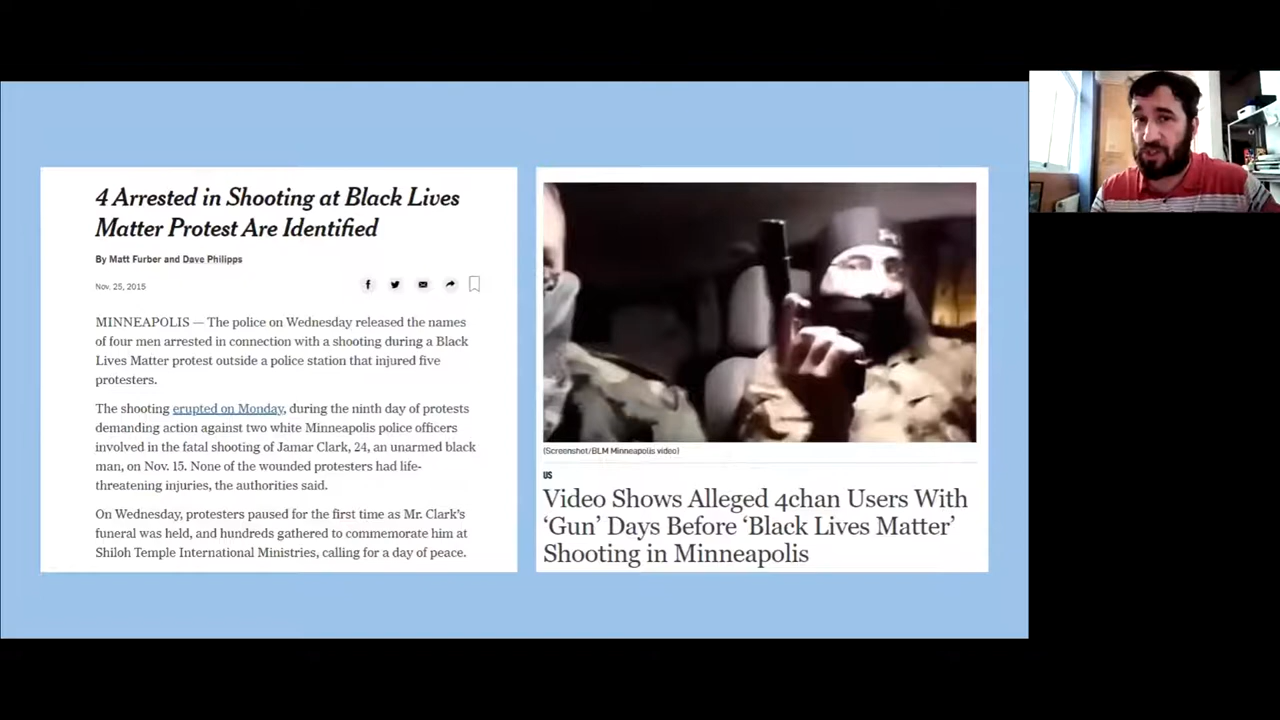 4 Arrested in Shooting at Black Lives
Matter Protest Are Identified
By Matt Furber and Dave Philipps
Nov. 25, 2015
MINNEAPOLIS — The police on Wednesday released the names
of four men arrested in connection with a shooting during a Black
Lives Matter protest outside a police station that injured five
protesters.
The shooting erupted on Monday, during the ninth day of protests
demanding action against two white Minneapolis police officers
involved in the fatal shooting of Jamar Clark, 24, an unarmed black
man, on Nov. 15. None of the wounded protesters had life-
threatening injuries, the authorities said.
On Wednesday, protesters paused for the first time as Mr. Clark's
funeral was held, and hundreds gathered to commemorate him at
Shiloh Temple International Ministries, calling for a day of peace.
(Screenshot/BLM Minneapolis video)
US
Video Shows Alleged 4chan Users With
'Gun' Days Before 'Black Lives Matter'
Shooting in Minneapolis